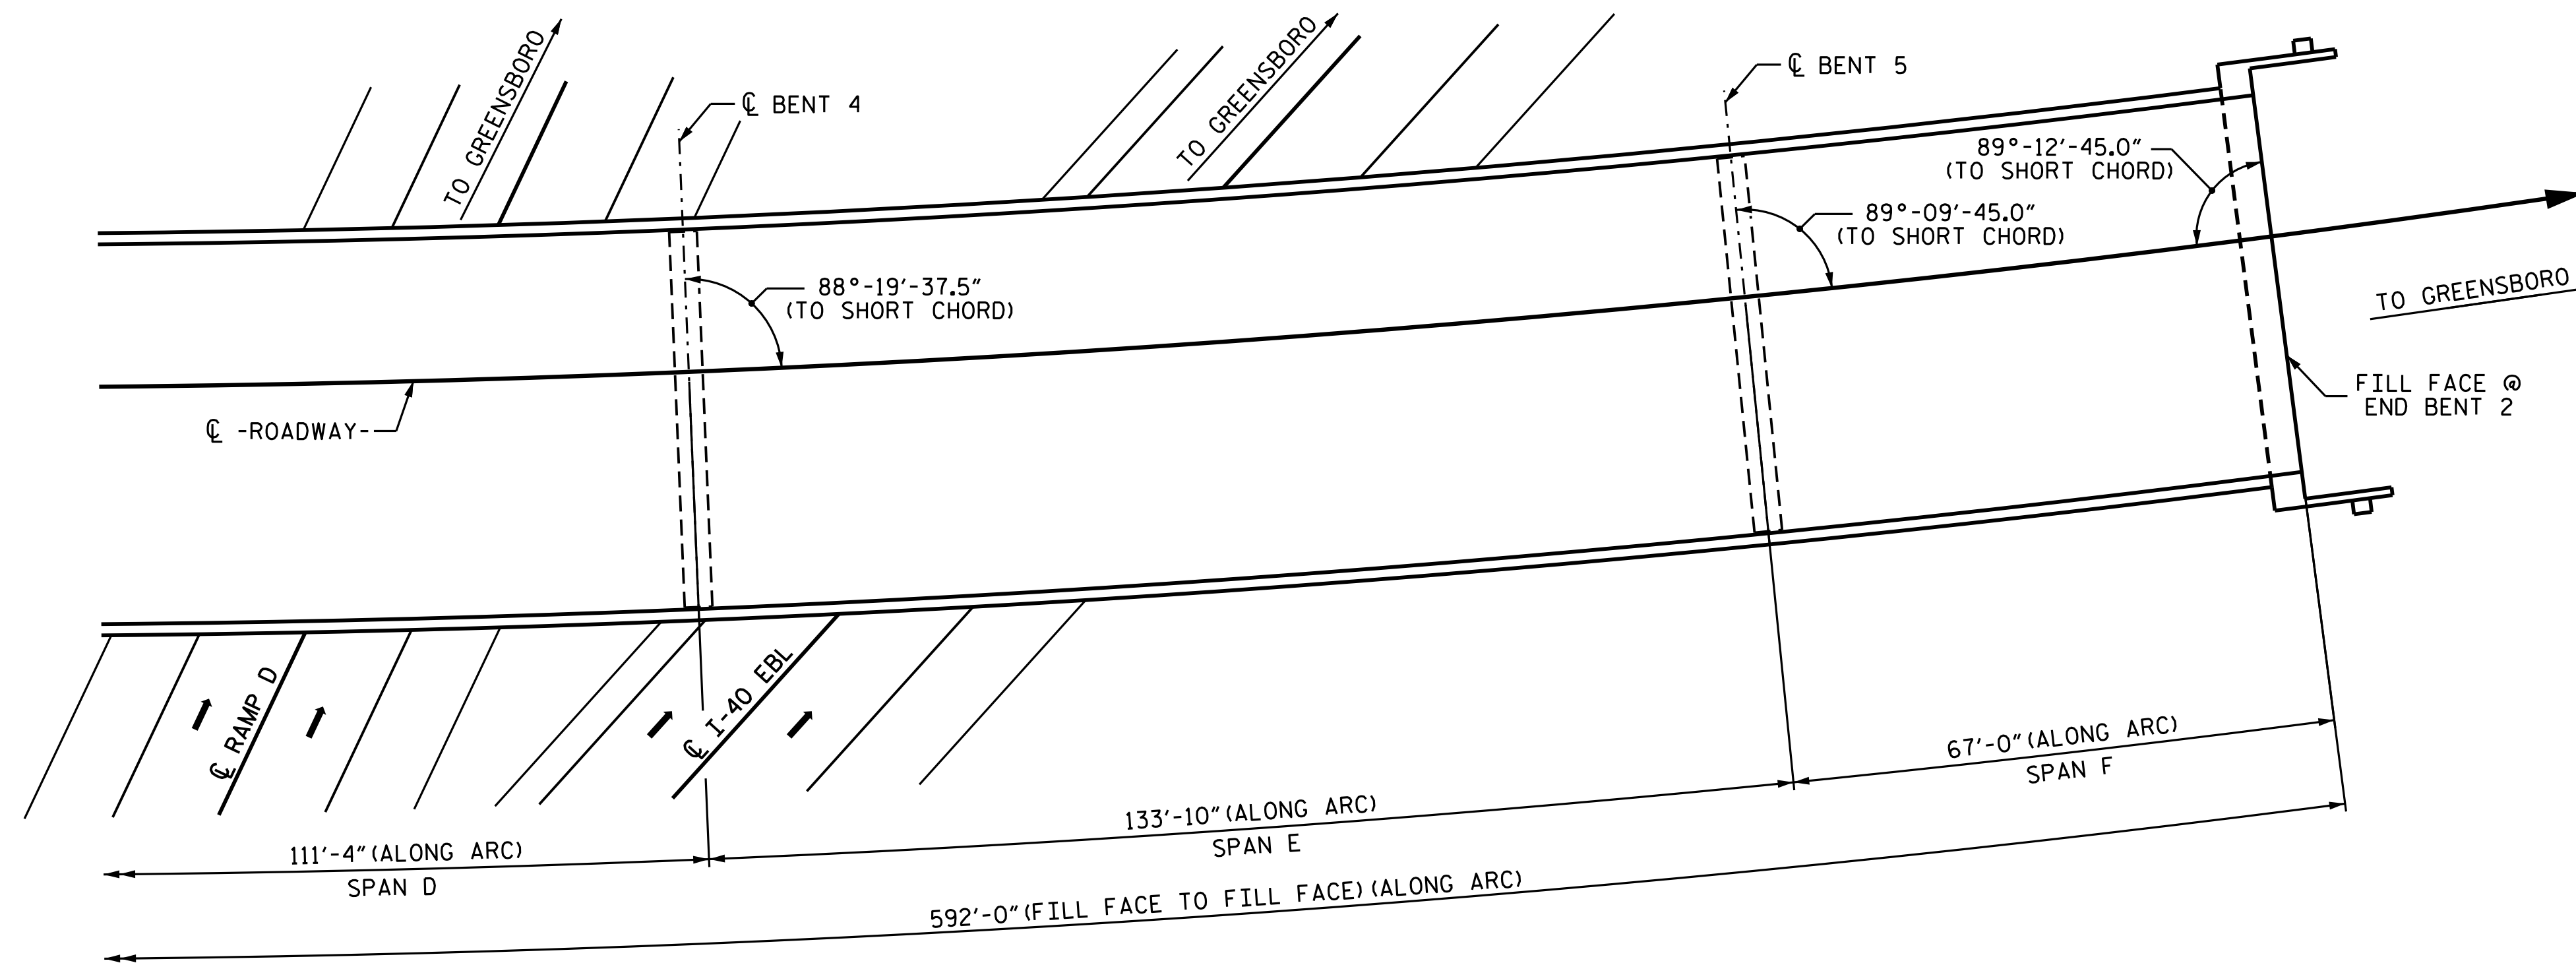 TO GREENSBORO
TO GREENSBORO
℄ BENT 4
℄ BENT 5
89°-12'-45.0"
(TO SHORT CHORD)
89°-09'-45.0"
(TO SHORT CHORD)
88°-19'-37.5"
(TO SHORT CHORD)
TO GREENSBORO
FILL FACE @
END BENT 2
℄ -ROADWAY-
℄ RAMP D
℄ I-40 EBL
67'-0" (ALONG ARC)
SPAN F
133'-10" (ALONG ARC)
SPAN E
111'-4" (ALONG ARC)
SPAN D
592'-0" (FILL FACE TO FILL FACE) (ALONG ARC)